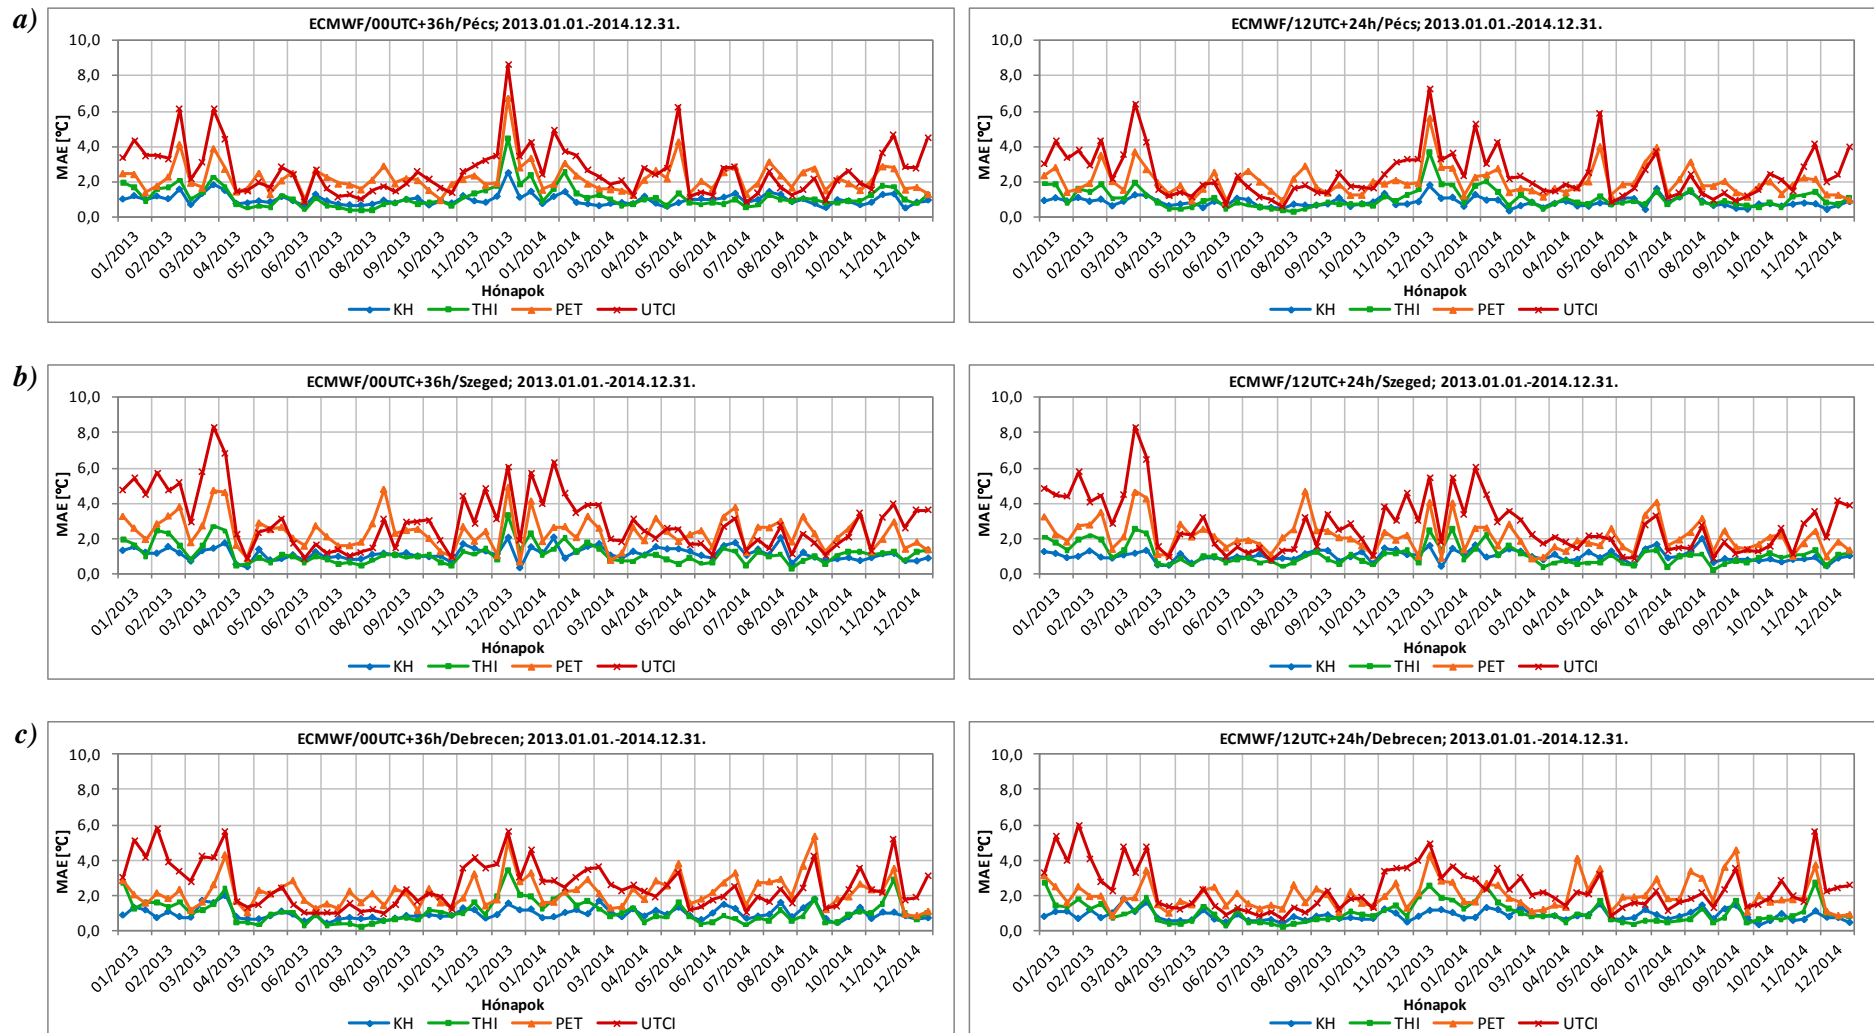 a)
ECMWF/00UTC+36h/Pécs; 2013.01.01.-2014.12.31.
MAE [°C]
10,0
8,0
6,0
4,0
2,0
0,0
01/2013 02/2013 03/2013 04/2013 05/2013 06/2013 07/2013 08/2013 09/2013 10/2013 11/2013 12/2013 01/2014 02/2014 03/2014 04/2014 05/2014 06/2014 07/2014 08/2014 09/2014 10/2014 11/2014 12/2014
Hónapok
KH THI PET UTCI
ECMWF/12UTC+24h/Pécs; 2013.01.01.-2014.12.31.
MAE [°C]
10,0
8,0
6,0
4,0
2,0
0,0
01/2013 02/2013 03/2013 04/2013 05/2013 06/2013 07/2013 08/2013 09/2013 10/2013 11/2013 12/2013 01/2014 02/2014 03/2014 04/2014 05/2014 06/2014 07/2014 08/2014 09/2014 10/2014 11/2014 12/2014
Hónapok
KH THI PET UTCI
b)
ECMWF/00UTC+36h/Szeged; 2013.01.01.-2014.12.31.
MAE [°C]
10,0
8,0
6,0
4,0
2,0
0,0
01/2013 02/2013 03/2013 04/2013 05/2013 06/2013 07/2013 08/2013 09/2013 10/2013 11/2013 12/2013 01/2014 02/2014 03/2014 04/2014 05/2014 06/2014 07/2014 08/2014 09/2014 10/2014 11/2014 12/2014
Hónapok
KH THI PET UTCI
ECMWF/12UTC+24h/Szeged; 2013.01.01.-2014.12.31.
MAE [°C]
10,0
8,0
6,0
4,0
2,0
0,0
01/2013 02/2013 03/2013 04/2013 05/2013 06/2013 07/2013 08/2013 09/2013 10/2013 11/2013 12/2013 01/2014 02/2014 03/2014 04/2014 05/2014 06/2014 07/2014 08/2014 09/2014 10/2014 11/2014 12/2014
Hónapok
KH THI PET UTCI
c)
ECMWF/00UTC+36h/Debrecen; 2013.01.01.-2014.12.31.
MAE [°C]
10,0
8,0
6,0
4,0
2,0
0,0
01/2013 02/2013 03/2013 04/2013 05/2013 06/2013 07/2013 08/2013 09/2013 10/2013 11/2013 12/2013 01/2014 02/2014 03/2014 04/2014 05/2014 06/2014 07/2014 08/2014 09/2014 10/2014 11/2014 12/2014
Hónapok
KH THI PET UTCI
ECMWF/12UTC+24h/Debrecen; 2013.01.01.-2014.12.31.
MAE [°C]
10,0
8,0
6,0
4,0
2,0
0,0
01/2013 02/2013 03/2013 04/2013 05/2013 06/2013 07/2013 08/2013 09/2013 10/2013 11/2013 12/2013 01/2014 02/2014 03/2014 04/2014 05/2014 06/2014 07/2014 08/2014 09/2014 10/2014 11/2014 12/2014
Hónapok
KH THI PET UTCI